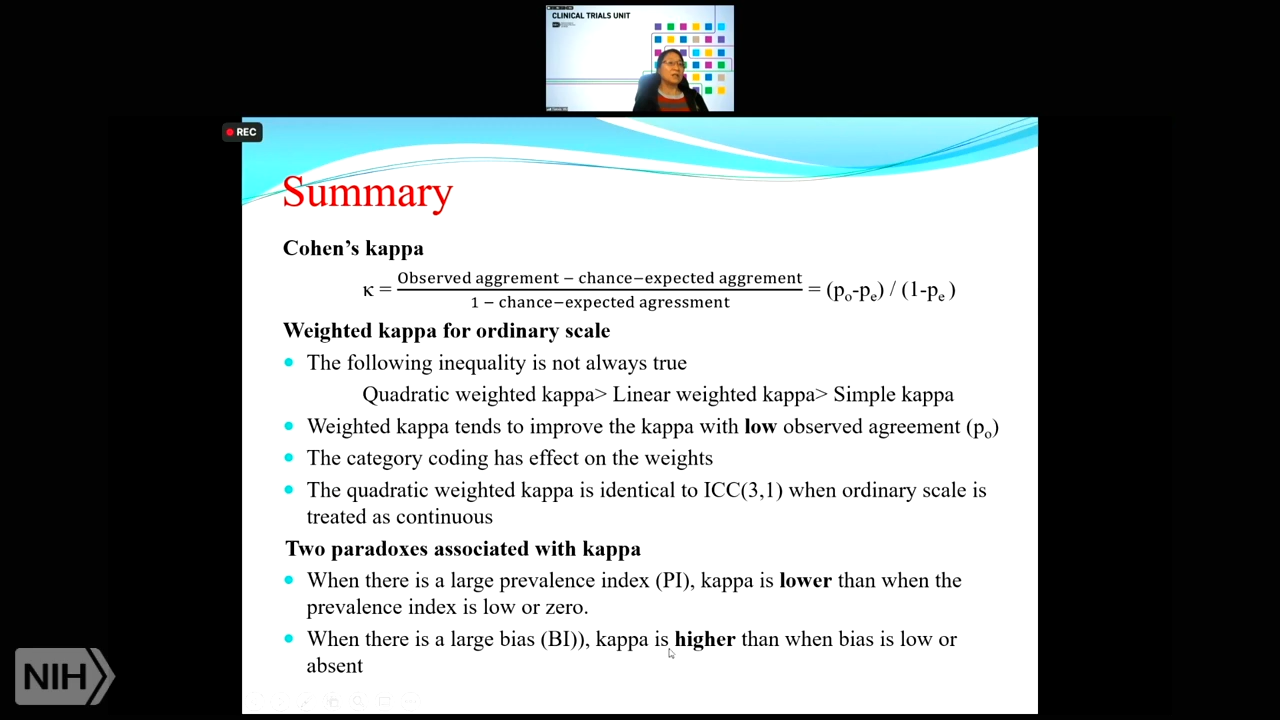 CLINICAL TRIALS UNIT
REC
Summary
Cohen's kappa
κ = Observed aggrement − chance−expected aggrement / 1 − chance−expected agressment = (po-pe) / (1-pe )
Weighted kappa for ordinary scale
The following inequality is not always true
Quadratic weighted kappa> Linear weighted kappa> Simple kappa
Weighted kappa tends to improve the kappa with low observed agreement (po)
The category coding has effect on the weights
The quadratic weighted kappa is identical to ICC(3,1) when ordinary scale is
treated as continuous
Two paradoxes associated with kappa
When there is a large prevalence index (PI), kappa is lower than when the
prevalence index is low or zero.
When there is a large bias (BI)), kappa is higher than when bias is low or
absent
NIH